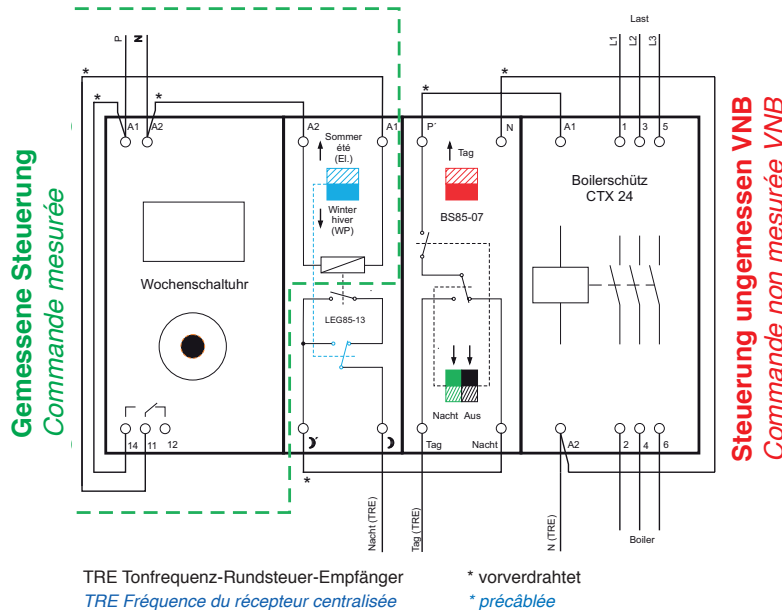 Last
P
N
L1
L2
L3
*
*
*
*
*
A1
A2
A2
A1
P´
N
A1
1
3
5
Sommer
été
(El.)
Tag
Winter
hiver
(WP)
BS85-07
Boilerschütz
CTX 24
Wochenschaltuhr
LEG85-13
Nacht Aus
14
11
12
Tag
Nacht
A2
2
4
6
*
Nacht (TRE)
Tag (TRE)
N (TRE)
Boiler
Gemessene Steuerung
Commande mesurée
Steuerung ungemessen VNB
Commande non mesurée VNB
TRE Tonfrequenz-Rundsteuer-Empfänger
* vorverdrahtet
TRE Fréquence du récepteur centralisée
* précâblée